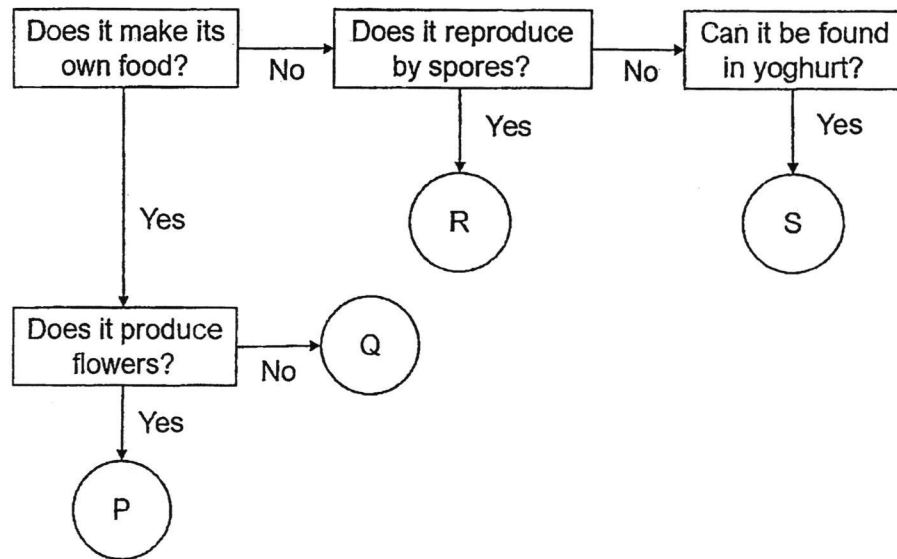 Does it make its
own food?
No
Does it reproduce
by spores?
No
Can it be found
in yoghurt?
Yes
Yes
R
S
Yes
Does it produce
flowers?
No
Q
Yes
P